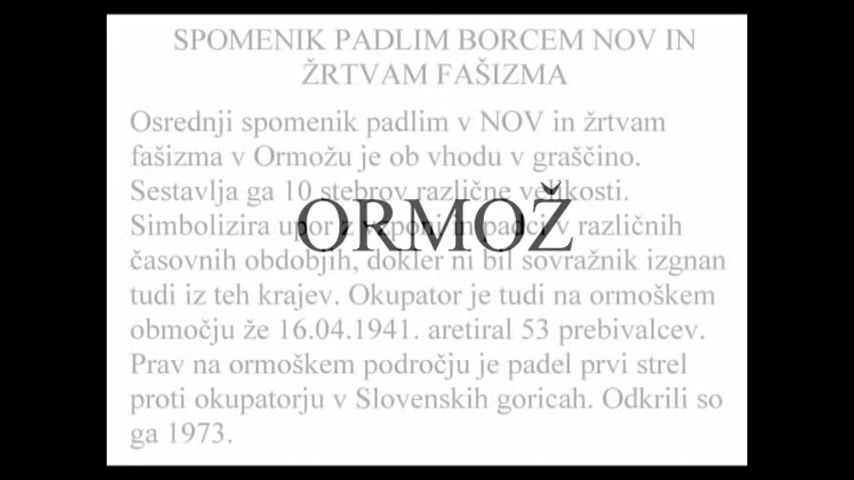 SPOMENIK PADLIM BORCEM NOV IN
ŽRTVAM FAŠIZMA
Osrednji spomenik padlim v NOV in žrtvam
fašizma v Ormožu je ob vhodu v graščino.
Sestavlja ga 10 stebrov različne velikosti.
ORMOŽ
Simbolizira upor z vzponi in padci v različnih
časovnih obdobjih, dokler ni bil sovražnik izgnan
tudi iz teh krajev. Okupator je tudi na ormoškem
območju že 16.04.1941. aretiral 53 prebivalcev.
Prav na ormoškem področju je padel prvi strel
proti okupatorju v Slovenskih goricah. Odkrili so
ga 1973.